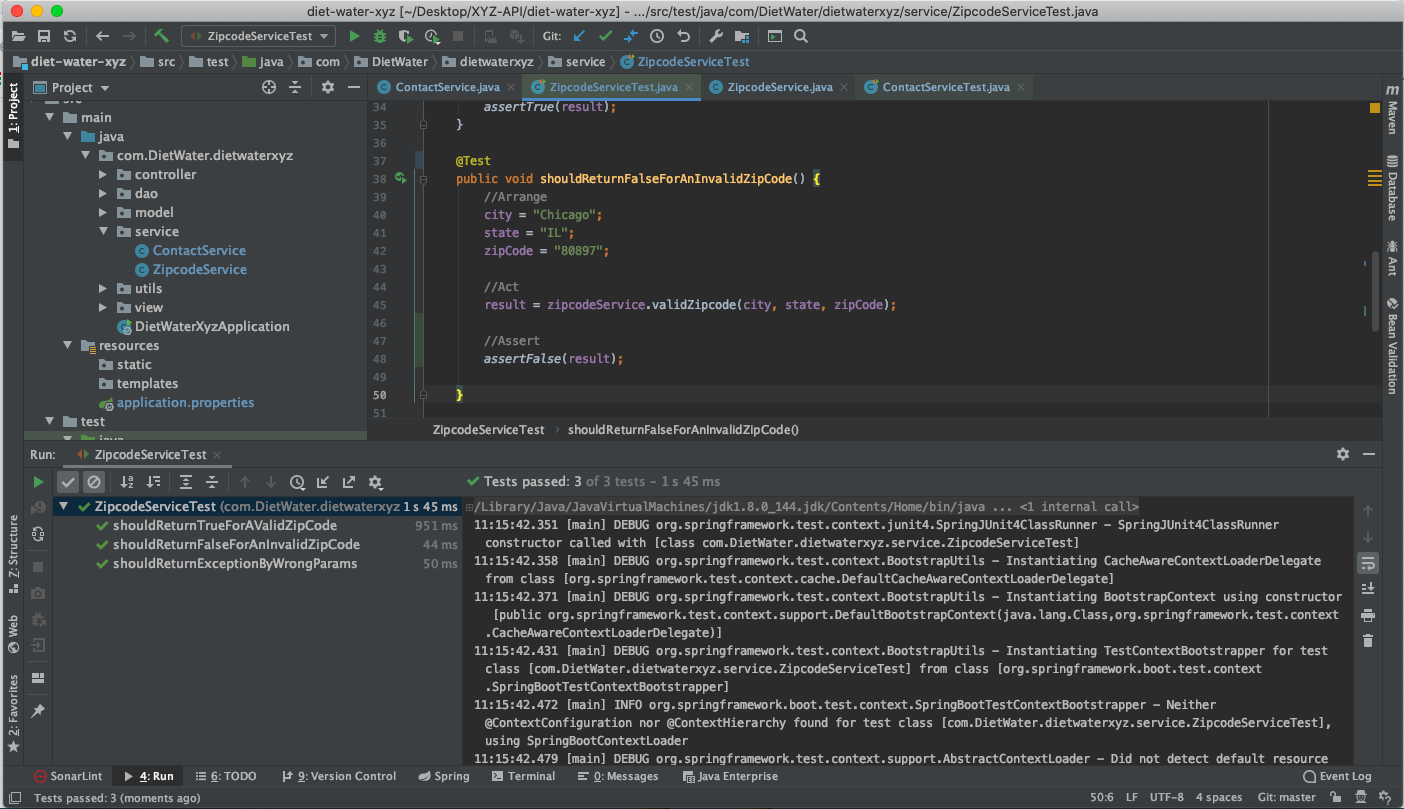 diet-water-xyz [~/Desktop/XYZ-API/diet-water-xyz] - .../src/test/java/com/DietWater/dietwaterxyz/service/ZipcodeServiceTest.java
ZipcodeServiceTest Git:
diet-water-xyz src test java com DietWater dietwaterxyz service ZipcodeServiceTest
Project
ContactService.java ZipcodeServiceTest.java ZipcodeService.java ContactServiceTest.java
1: Project
src
main
java
com.DietWater.dietwaterxyz
controller
dao
model
service
ContactService
ZipcodeService
utils
view
DietWaterXyzApplication
resources
static
templates
application.properties
test
java
34 assertTrue(result);
35 }
36
37 @Test
38 public void shouldReturnFalseForAnInvalidZipCode() {
39 //Arrange
40 city = "Chicago";
41 state = "IL";
42 zipCode = "80897";
43
44 //Act
45 result = zipcodeService.validZipcode(city, state, zipCode);
46
47 //Assert
48 assertFalse(result);
49
50 }
51
ZipcodeServiceTest shouldReturnFalseForAnInvalidZipCode()
m Maven
Database
Ant
Bean Validation
Run: ZipcodeServiceTest
Tests passed: 3 of 3 tests – 1 s 45 ms
ZipcodeServiceTest (com.DietWater.dietwaterxyz 1 s 45 ms
shouldReturnTrueForAValidZipCode 951 ms
shouldReturnFalseForAnInvalidZipCode 44 ms
shouldReturnExceptionByWrongParams 50 ms
/Library/Java/JavaVirtualMachines/jdk1.8.0_144.jdk/Contents/Home/bin/java ... <1 internal call>
11:15:42.351 [main] DEBUG org.springframework.test.context.junit4.SpringJUnit4ClassRunner - SpringJUnit4ClassRunner
constructor called with [class com.DietWater.dietwaterxyz.service.ZipcodeServiceTest]
11:15:42.358 [main] DEBUG org.springframework.test.context.BootstrapUtils - Instantiating CacheAwareContextLoaderDelegate
from class [org.springframework.test.context.cache.DefaultCacheAwareContextLoaderDelegate]
11:15:42.371 [main] DEBUG org.springframework.test.context.BootstrapUtils - Instantiating BootstrapContext using constructor
[public org.springframework.test.context.support.DefaultBootstrapContext(java.lang.Class,org.springframework.test.context
.CacheAwareContextLoaderDelegate)]
11:15:42.431 [main] DEBUG org.springframework.test.context.BootstrapUtils - Instantiating TestContextBootstrapper for test
class [com.DietWater.dietwaterxyz.service.ZipcodeServiceTest] from class [org.springframework.boot.test.context
.SpringBootTestContextBootstrapper]
11:15:42.472 [main] INFO org.springframework.boot.test.context.SpringBootTestContextBootstrapper - Neither
@ContextConfiguration nor @ContextHierarchy found for test class [com.DietWater.dietwaterxyz.service.ZipcodeServiceTest],
using SpringBootContextLoader
11:15:42.479 [main] DEBUG org.springframework.test.context.support.AbstractContextLoader - Did not detect default resource
Z: Structure
Web
2: Favorites
SonarLint 4: Run 6: TODO 9: Version Control Spring Terminal 0: Messages Java Enterprise Event Log
Tests passed: 3 (moments ago) 50:6 LF UTF-8 4 spaces Git: master